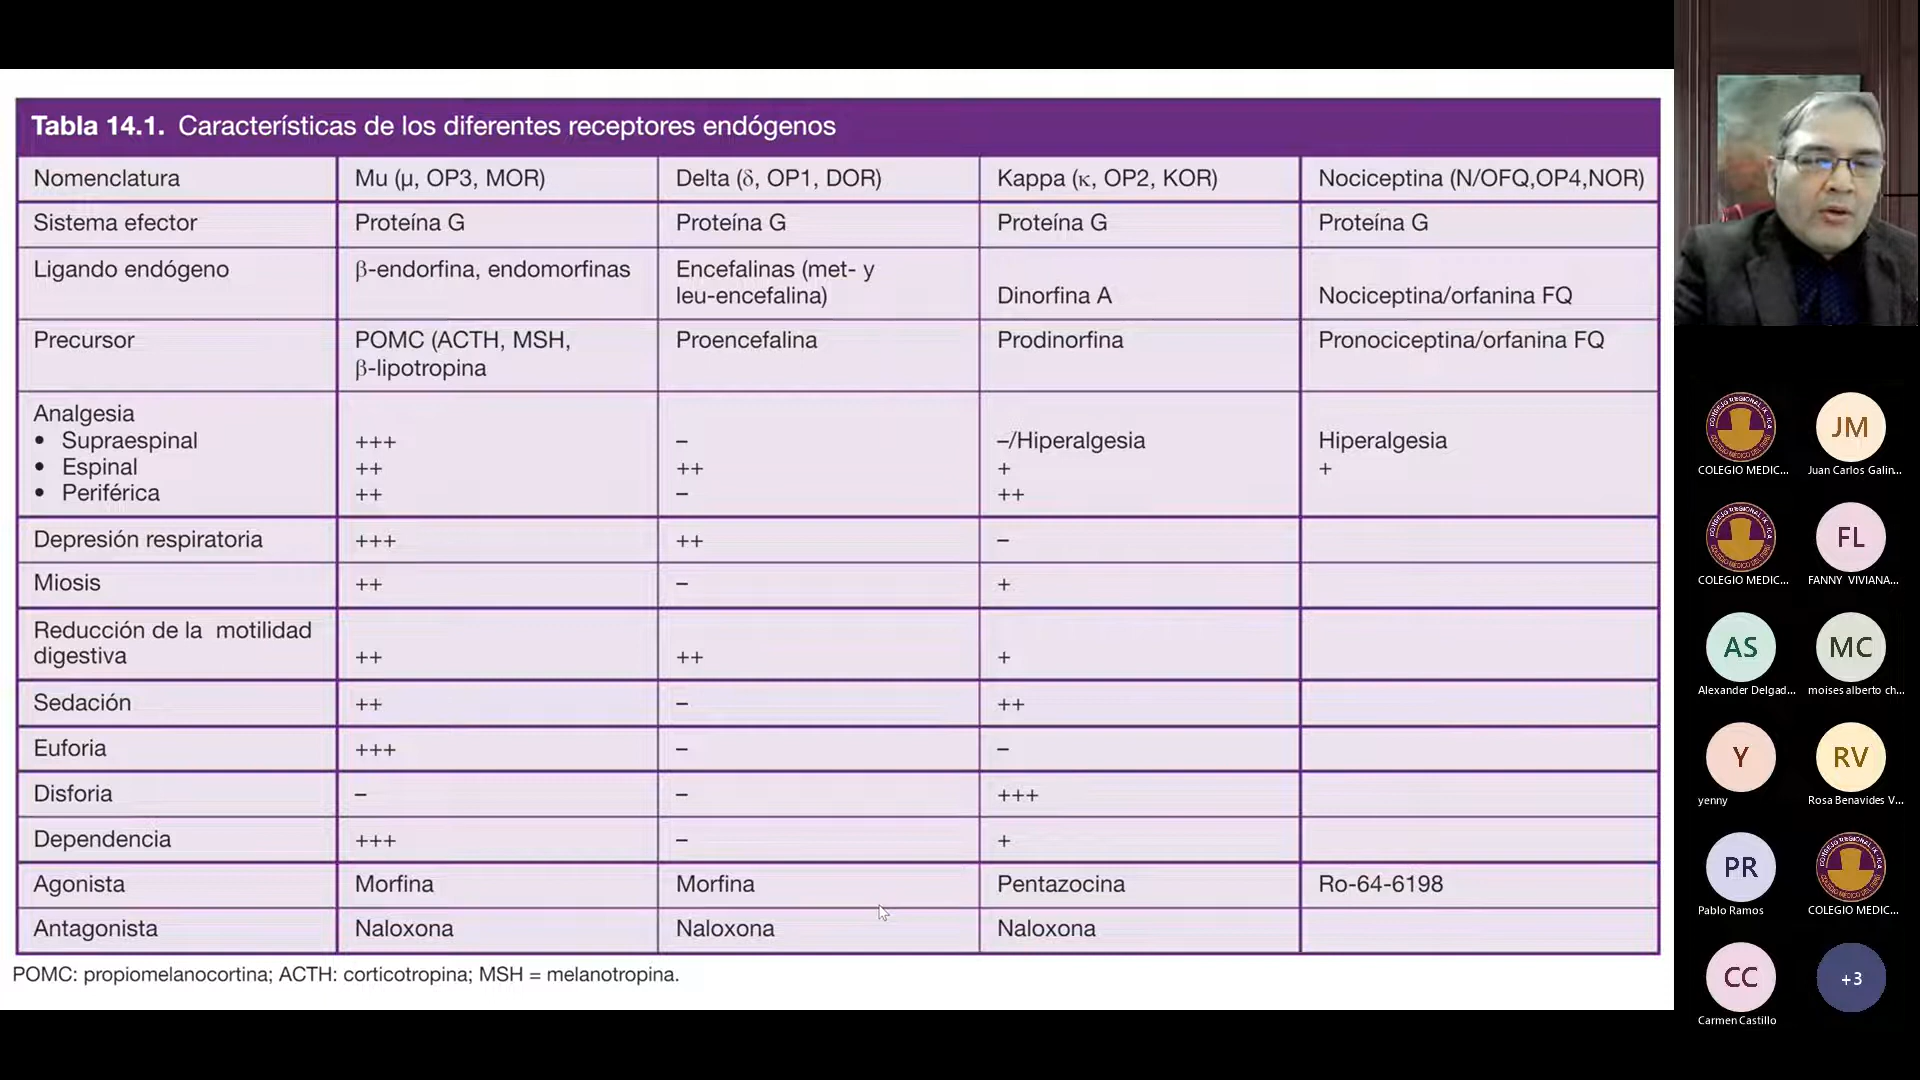 Tabla 14.1. Características de los diferentes receptores endógenos
Nomenclatura Mu (μ, OP3, MOR) Delta (δ, OP1, DOR) Kappa (κ, OP2, KOR) Nociceptina (N/OFQ,OP4,NOR)
Sistema efector Proteína G Proteína G Proteína G Proteína G
Ligando endógeno β-endorfina, endomorfinas Encefalinas (met- y
leu-encefalina) Dinorfina A Nociceptina/orfanina FQ
Precursor POMC (ACTH, MSH, Proencefalina Prodinorfina Pronociceptina/orfanina FQ
β-lipotropina
Analgesia
• Supraespinal +++ – –/Hiperalgesia Hiperalgesia
• Espinal ++ ++ + +
• Periférica ++ – ++
Depresión respiratoria +++ ++ –
Miosis ++ – +
Reducción de la motilidad
digestiva ++ ++ +
Sedación ++ – ++
Euforia +++ – –
Disforia – – +++
Dependencia +++ – +
Agonista Morfina Morfina Pentazocina Ro-64-6198
Antagonista Naloxona Naloxona Naloxona
POMC: propiomelanocortina; ACTH: corticotropina; MSH = melanotropina.
JM
COLEGIO MEDIC... Juan Carlos Galin...
FL
COLEGIO MEDIC... FANNY VIVIANA...
AS MC
Alexander Delgad... moises alberto ch...
Y RV
yenny Rosa Benavides V...
PR
Pablo Ramos COLEGIO MEDIC...
CC +3
Carmen Castillo